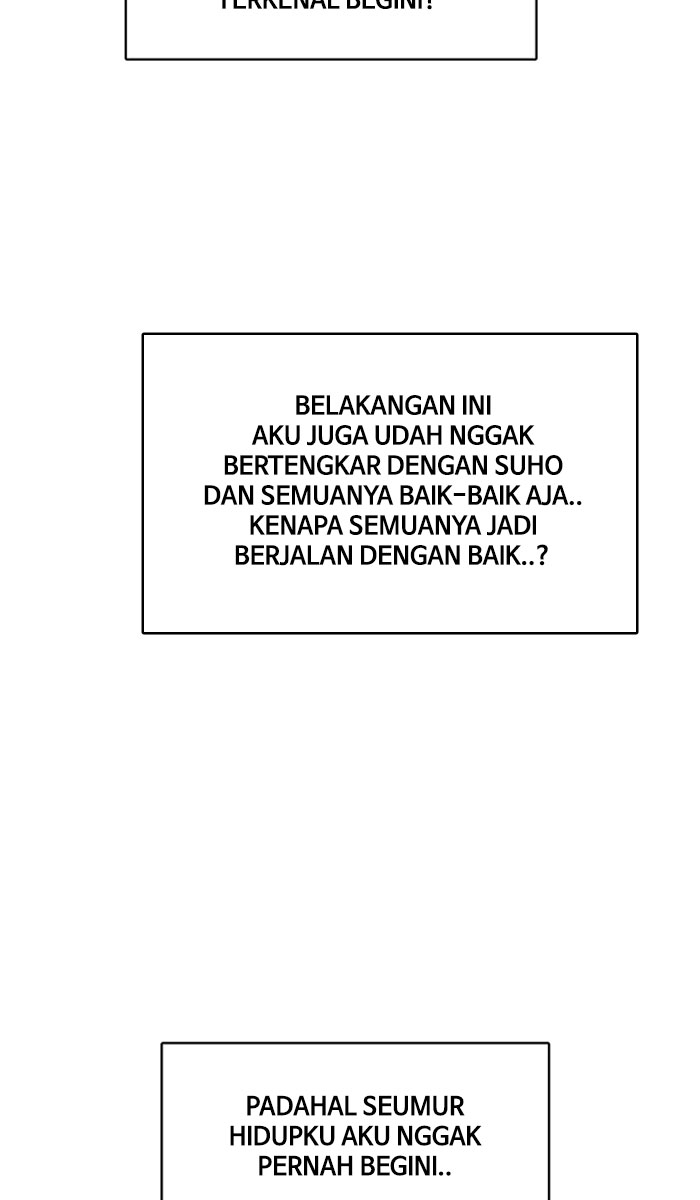 TERKENAL BEGINI?
BELAKANGAN INI
AKU JUGA UDAH NGGAK
BERTENGKAR DENGAN SUHO
DAN SEMUANYA BAIK-BAIK AJA..
KENAPA SEMUANYA JADI
BERJALAN DENGAN BAIK..?
PADAHAL SEUMUR
HIDUPKU AKU NGGAK
PERNAH BEGINI..